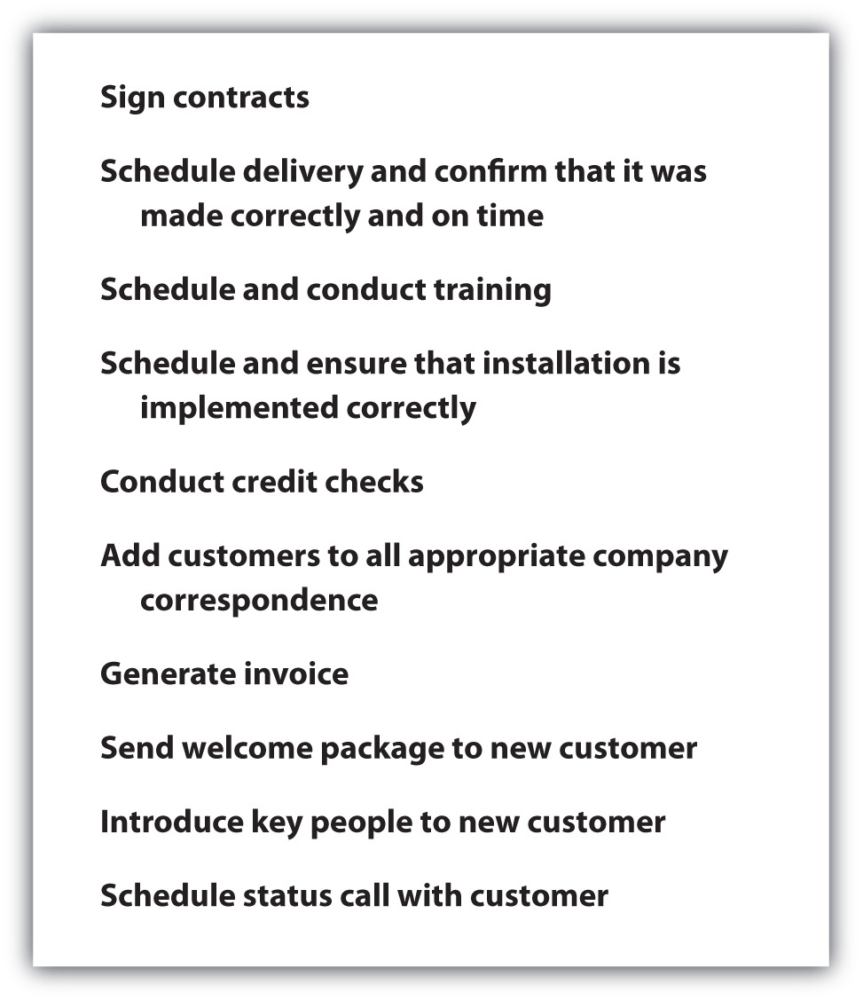 Sign contracts
Schedule delivery and confirm that it was
made correctly and on time
Schedule and conduct training
Schedule and ensure that installation is
implemented correctly
Conduct credit checks
Add customers to all appropriate company
correspondence
Generate invoice
Send welcome package to new customer
Introduce key people to new customer
Schedule status call with customer